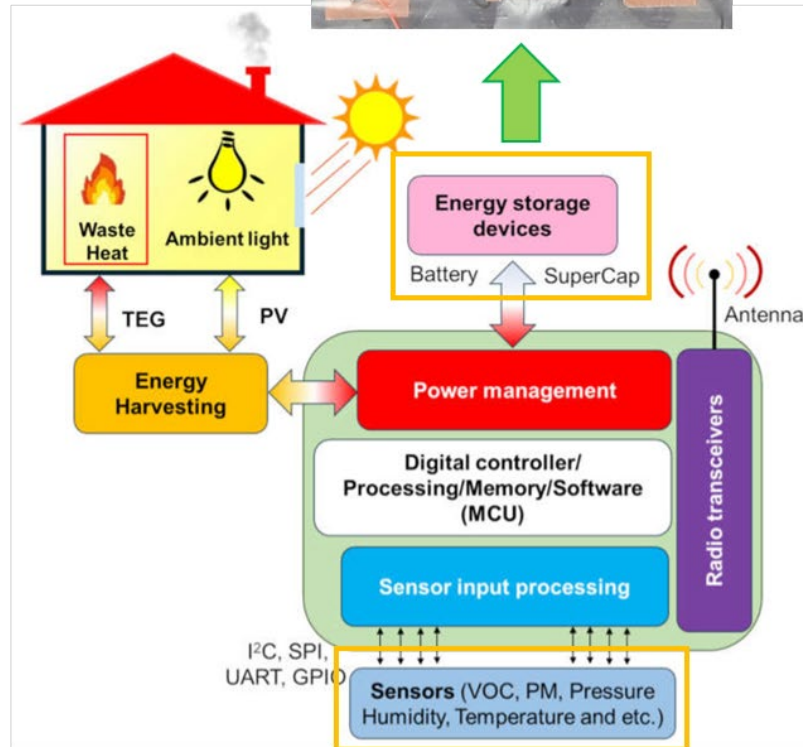 Waste
Heat
Ambient light
Energy storage
devices
Battery
SuperCap
Antenna
TEG
PV
Energy
Harvesting
Power management
Digital controller/
Processing/Memory/Software
(MCU)
Radio transceivers
Sensor input processing
I²C, SPI,
UART, GPIO
Sensors (VOC, PM, Pressure
Humidity, Temperature and etc.)